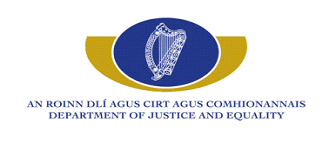 AN ROINN DLÍ AGUS CIRT AGUS COMHIONANNAIS
DEPARTMENT OF JUSTICE AND EQUALITY